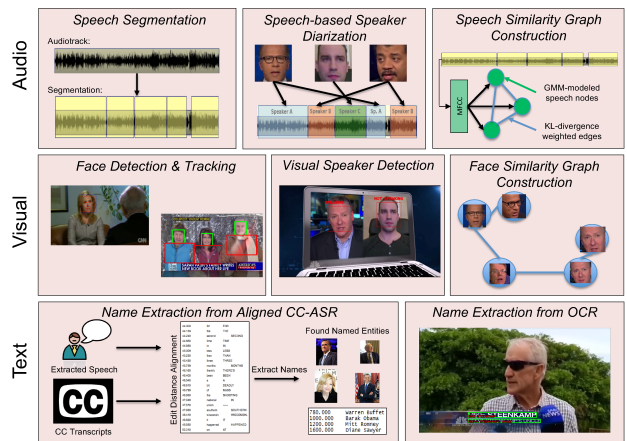 Audio
Speech Segmentation
Audiotrack:
Segmentation:
Speech-based Speaker
Diarization
Speaker A
Speaker B
Speaker C
Sp. A
Speaker B
Speech Similarity Graph
Construction
MFCC
GMM-modeled
speech nodes
KL-divergence
weighted edges
Visual
Face Detection & Tracking
Visual Speaker Detection
Face Similarity Graph
Construction
Text
Name Extraction from Aligned CC-ASR
Extracted Speech
CC
CC Transcripts
Edit Distance Alignment
Extract Names
Found Named Entities
780.000 Warren Buffet
1000.000 Barak Obama
1200.000 Mitt Romney
1600.000 Diane Sawyer
Name Extraction from OCR
STEENKAMP